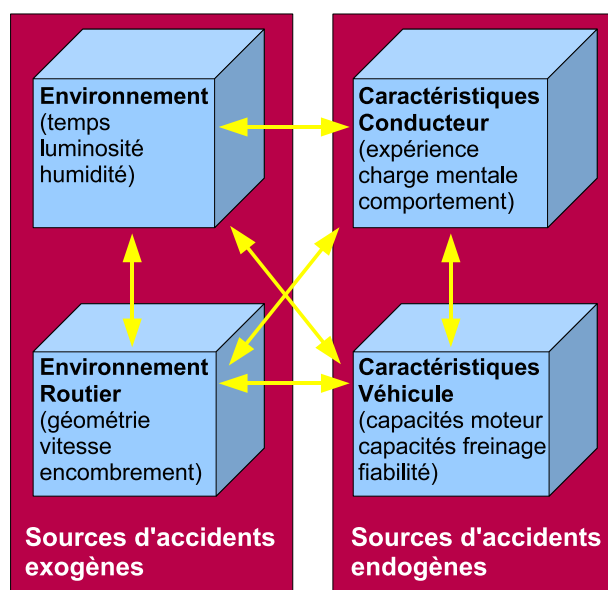 Environnement
(temps
luminosité
humidité)
Caractéristiques
Conducteur
(expérience
charge mentale
comportement)
Environnement
Routier
(géométrie
vitesse
encombrement)
Caractéristiques
Véhicule
(capacités moteur
capacités freinage
fiabilité)
Sources d'accidents
exogènes
Sources d'accidents
endogènes